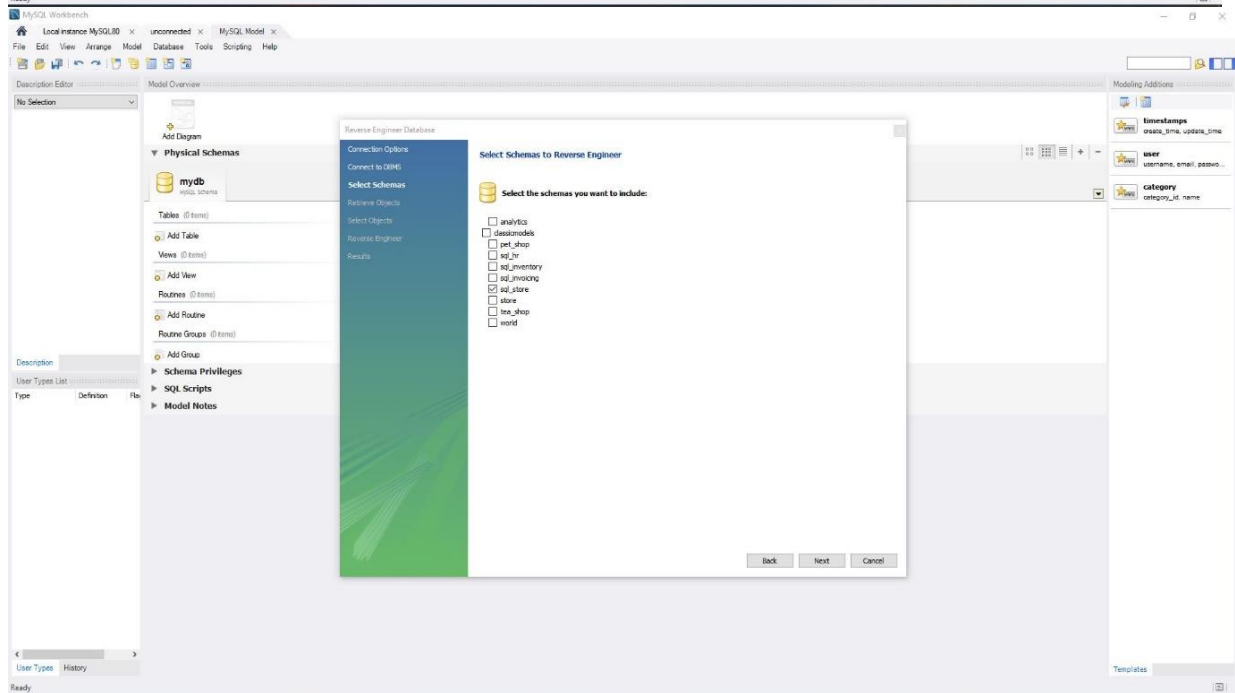 MySQL Workbench
Local instance MySQL80 × unconnected × MySQL Model ×
File Edit View Arrange Model Database Tools Scripting Help
Description Editor
No Selection
Description
User Types List
Type Definition Fla
User Types History
Ready
Model Overview
Add Diagram
Physical Schemas
mydb
MySQL Schema
Tables (0 items)
Add Table
Views (0 items)
Add View
Routines (0 items)
Add Routine
Routine Groups (0 items)
Add Group
Schema Privileges
SQL Scripts
Model Notes
Reverse Engineer Database
Connection Options
Connect to DBMS
Select Schemas
Retrieve Objects
Select Objects
Reverse Engineer
Results
Select Schemas to Reverse Engineer
Select the schemas you want to include:
analytics
classicmodels
pet_shop
sql_hr
sql_inventory
sql_invoicing
sql_store
store
tea_shop
world
Back Next Cancel
Modeling Additions
timestamps
create_time, update_time
user
username, email, passwo...
category
category_id, name
Templates